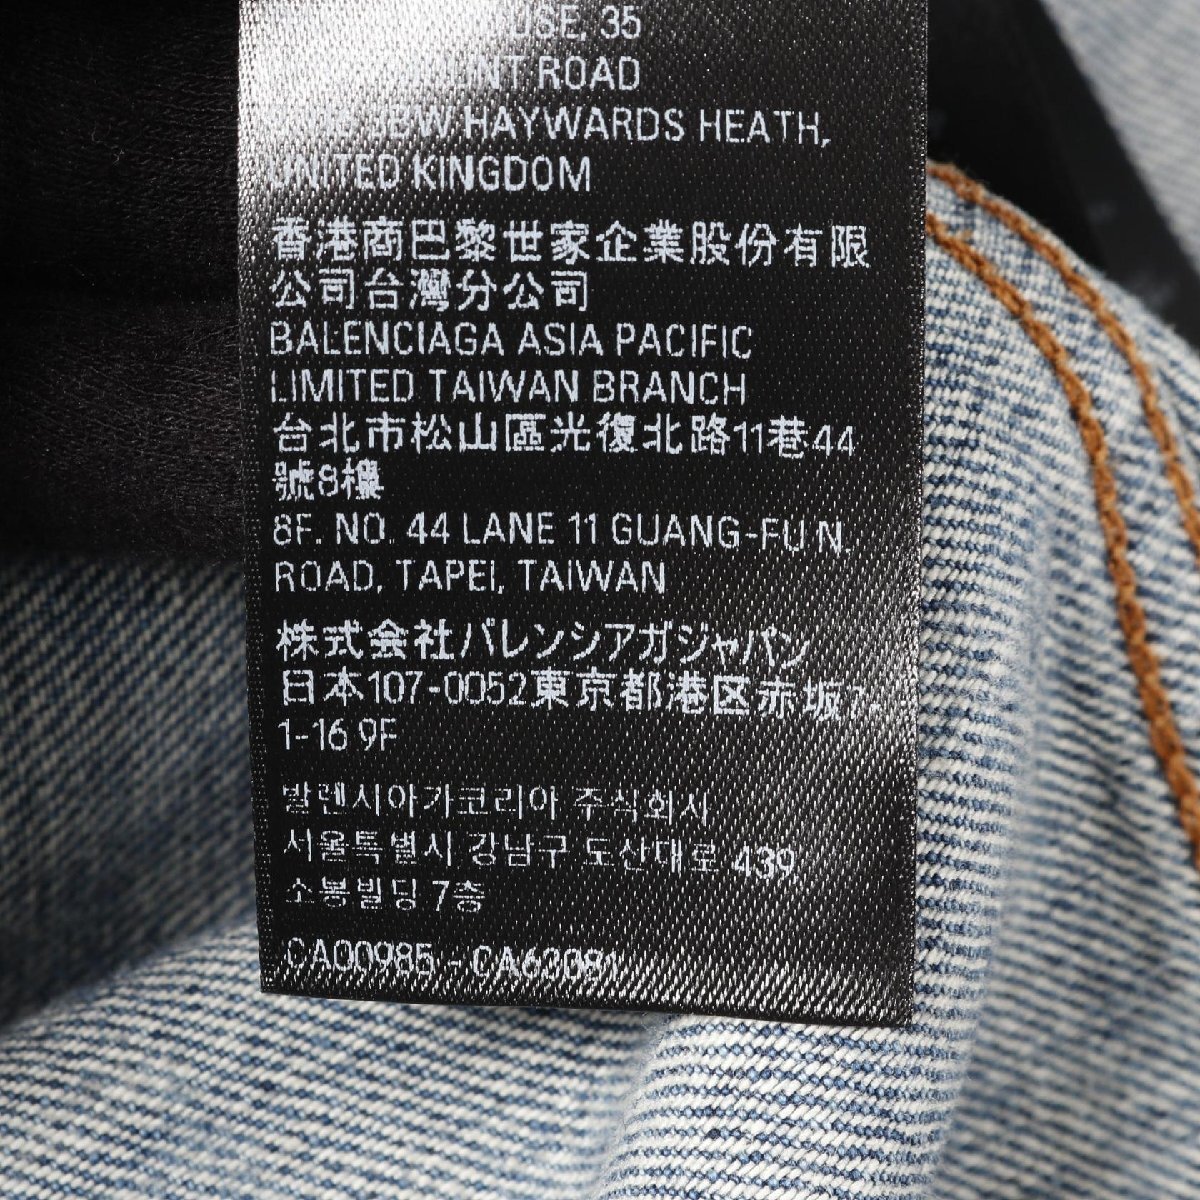 35
ROAD
HAYWARDS HEATH,
UNITED KINGDOM
香港商巴黎世家企業股份有限
公司台灣分公司
BALENCIAGA ASIA PACIFIC
LIMITED TAIWAN BRANCH
台北市松山區光復北路11巷44
號8樓
8F. NO. 44 LANE 11 GUANG-FU N.
ROAD, TAPEI, TAIWAN
株式会社バレンシアガジャパン
日本107-0052東京都港区赤坂7-
1-16 9F
발렌시아가코리아 주식회사
서울특별시 강남구 도산대로 439
소봉빌딩 7층
CA00985 - CA63081